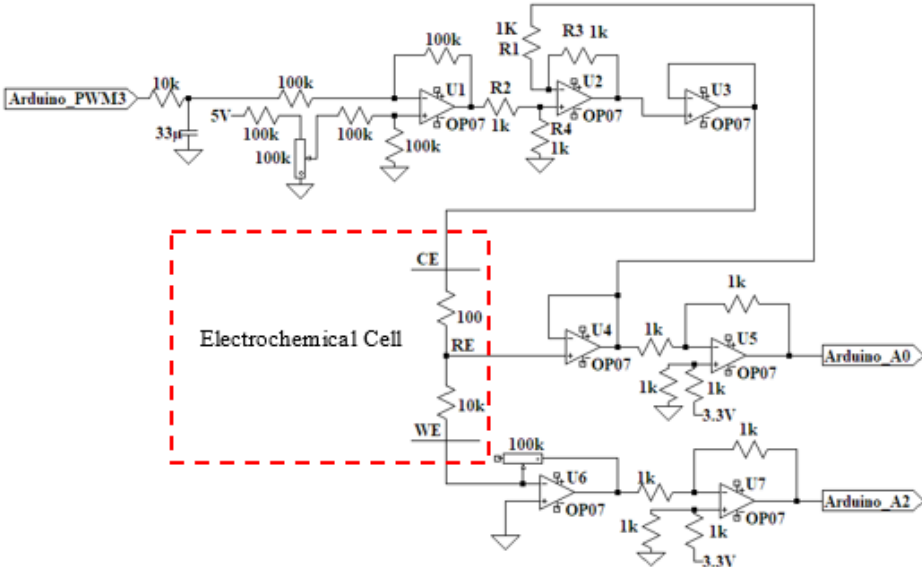 1K
R1
R3 1k
100k
U1
U2
U3
Arduino_PWM3
10k
100k
R2
1k
OP07
OP07
OP07
33µ
5V
100k
100k
100k
100k
R4
1k
CE
100
Electrochemical Cell
RE
10k
WE
U4
OP07
1k
1k
U5
OP07
Arduino_A0
1k
1k
3.3V
100k
U6
OP07
1k
1k
U7
OP07
Arduino_A2
1k
1k
3.3V